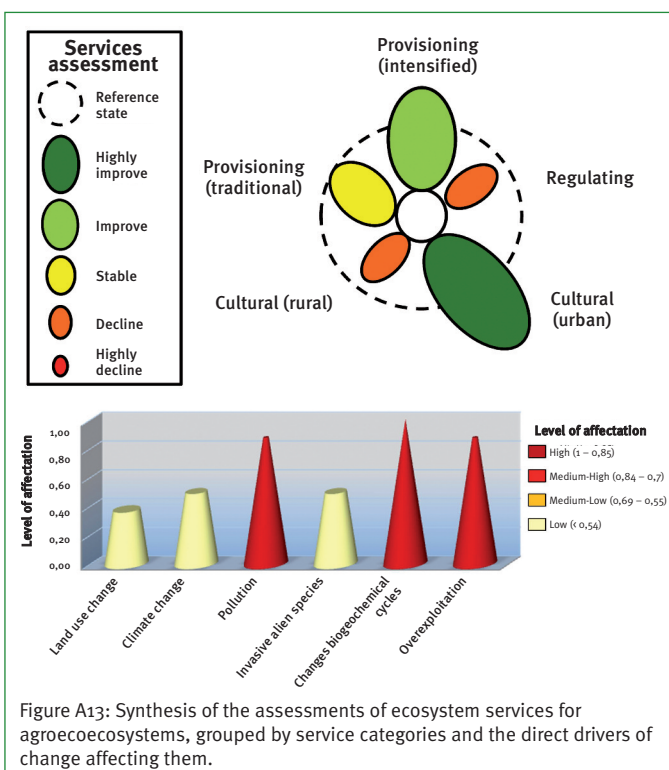 Services
assessment
Reference
state
Highly
improve
Improve
Stable
Decline
Highly
decline
Provisioning
(intensified)
Provisioning
(traditional)
Regulating
Cultural (rural)
Cultural
(urban)
Level of affectation
1,00
0,80
0,60
0,40
0,20
0,00
Land use change
Climate change
Pollution
Invasive alien species
Changes biogeochemical
cycles
Overexploitation
Level of affectation
High (1 – 0,85)
Medium-High (0,84 – 0,7)
Medium-Low (0,69 – 0,55)
Low (< 0,54)
Figure A13: Synthesis of the assessments of ecosystem services for
agroecoecosystems, grouped by service categories and the direct drivers of
change affecting them.